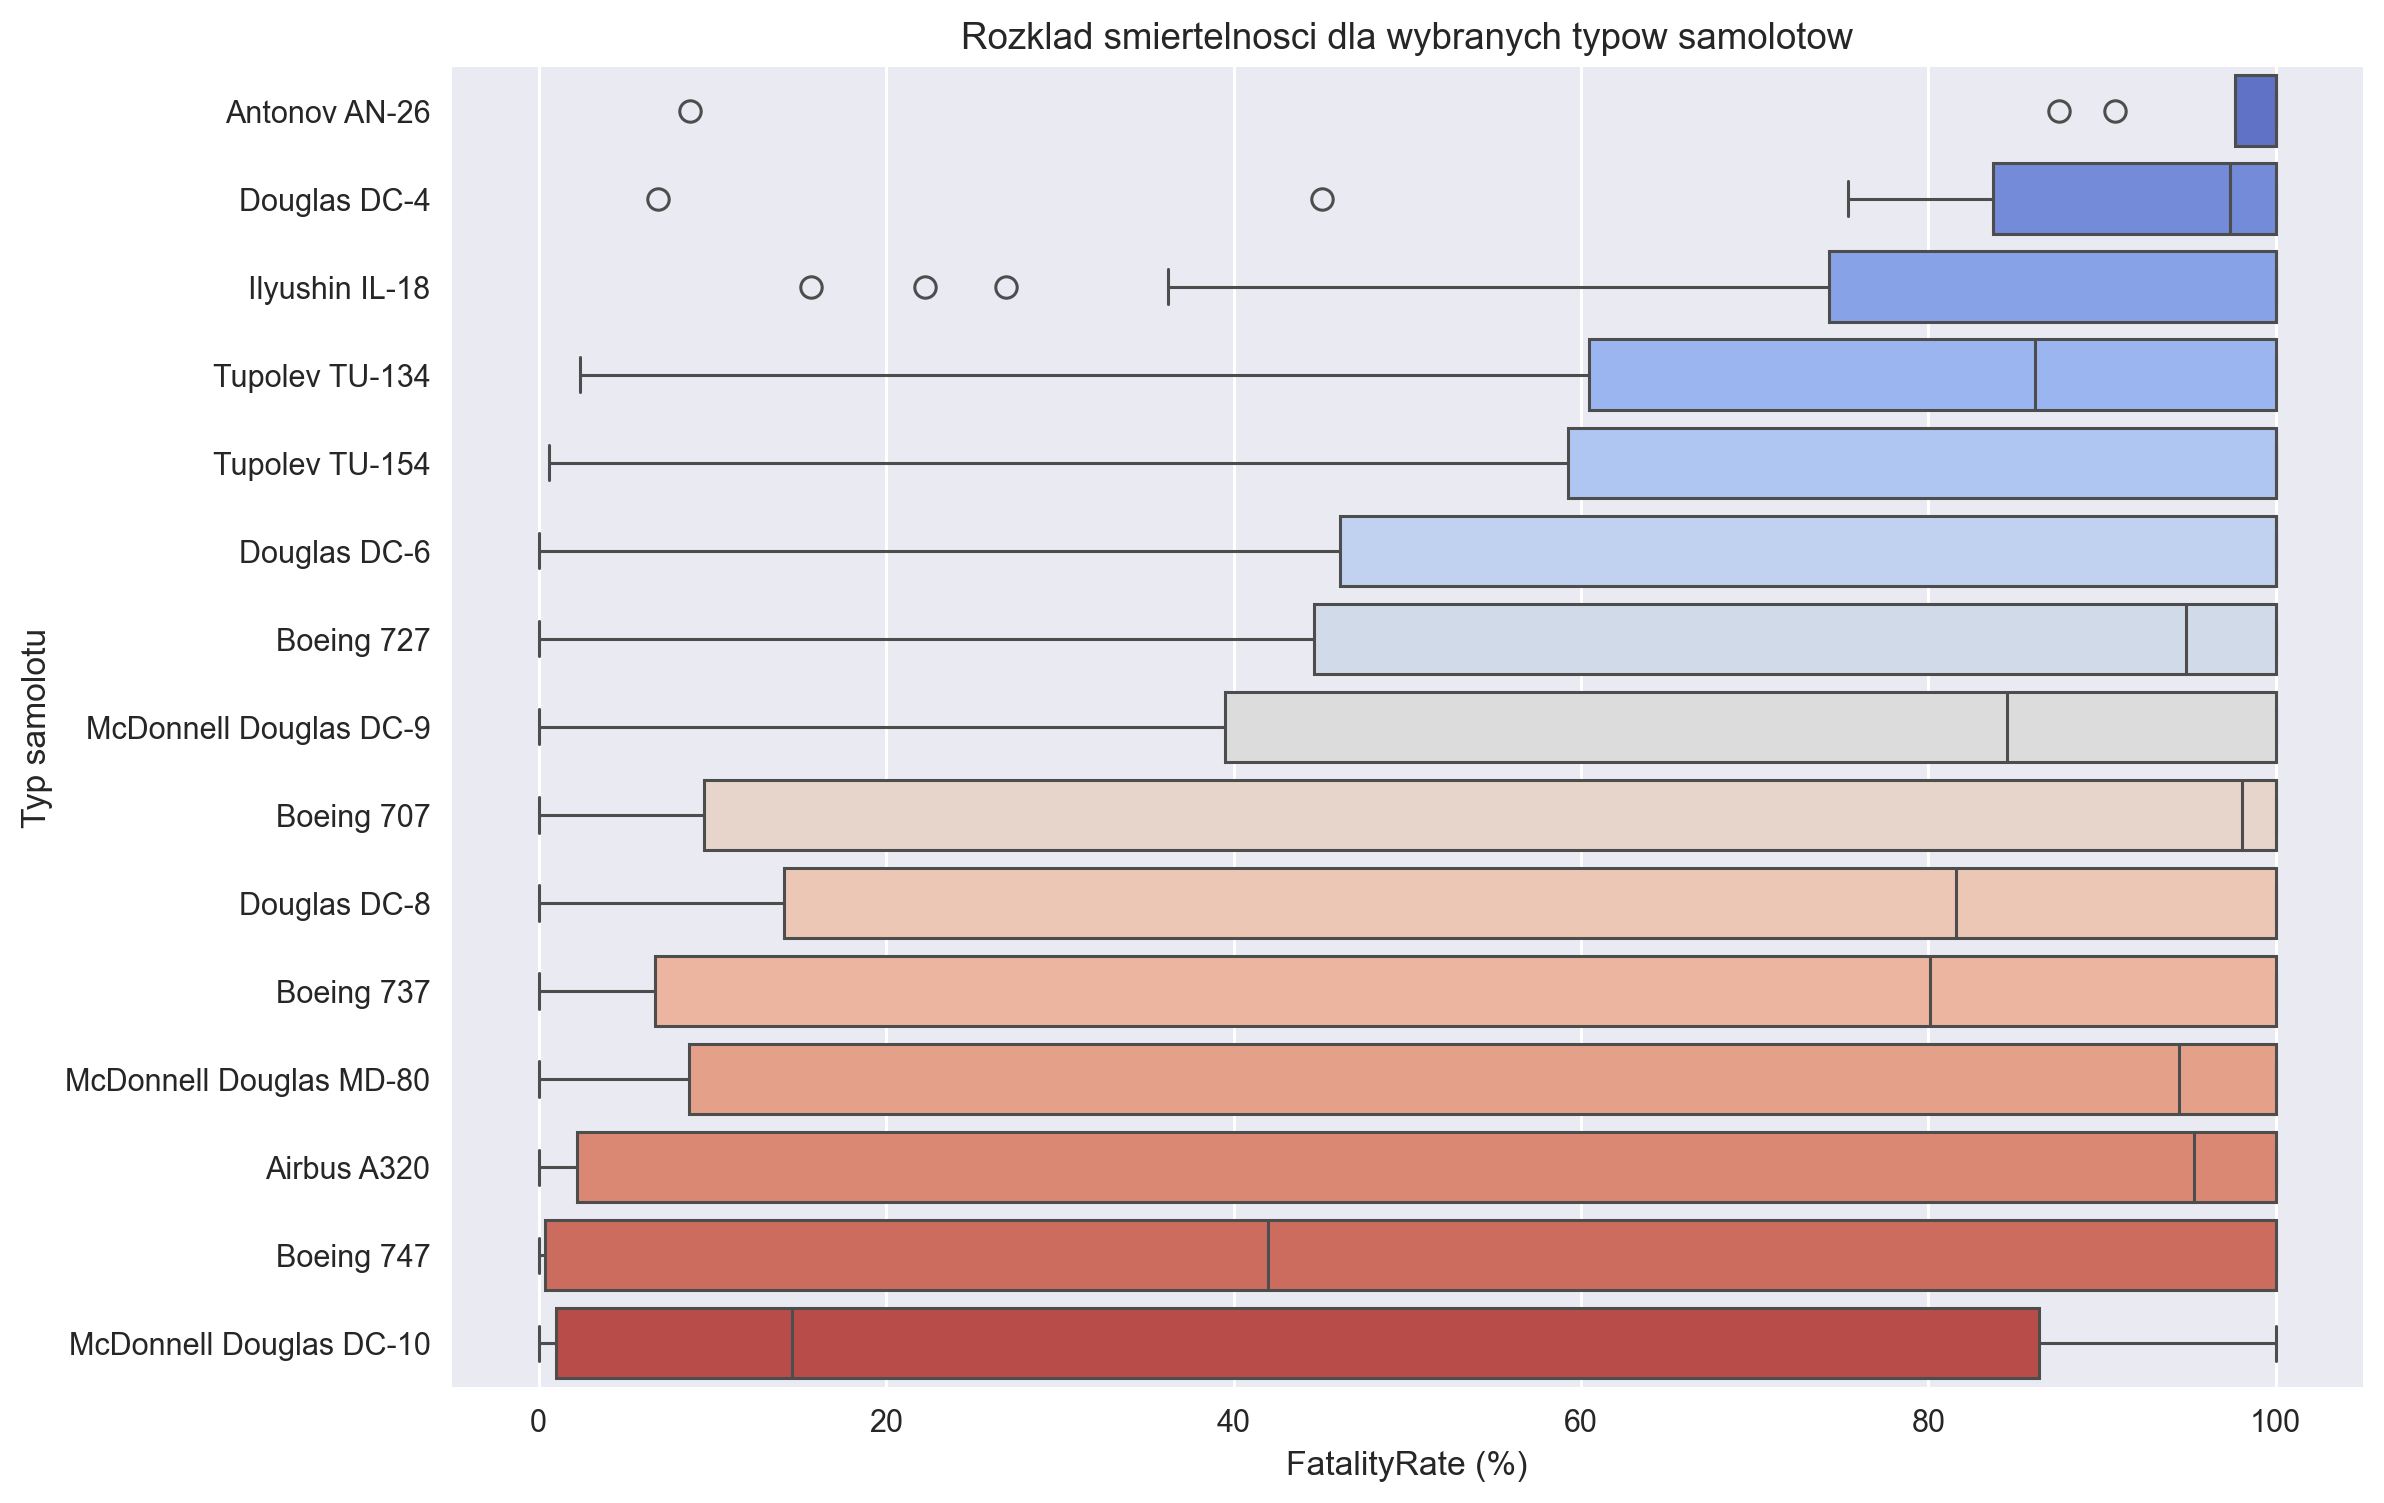 Rozklad smiertelnosci dla wybranych typow samolotow
Typ samolotu
Antonov AN-26
Douglas DC-4
Ilyushin IL-18
Tupolev TU-134
Tupolev TU-154
Douglas DC-6
Boeing 727
McDonnell Douglas DC-9
Boeing 707
Douglas DC-8
Boeing 737
McDonnell Douglas MD-80
Airbus A320
Boeing 747
McDonnell Douglas DC-10
0 20 40 60 80 100
FatalityRate (%)